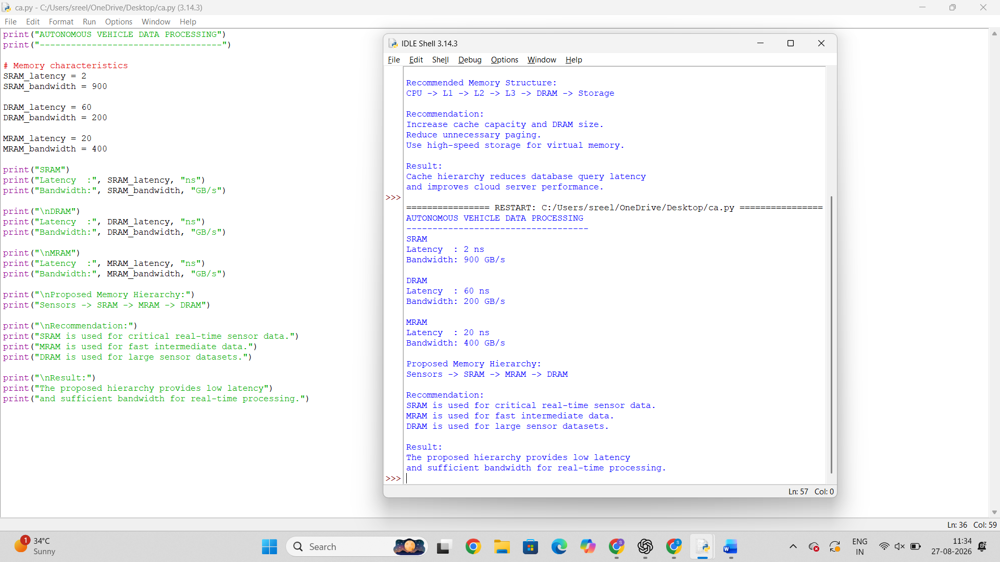 ca.py - C:/Users/sreel/OneDrive/Desktop/ca.py (3.14.3)
File Edit Format Run Options Window Help
print("AUTONOMOUS VEHICLE DATA PROCESSING")
print("-----------------------------------")

# Memory characteristics
SRAM_latency = 2
SRAM_bandwidth = 900

DRAM_latency = 60
DRAM_bandwidth = 200

MRAM_latency = 20
MRAM_bandwidth = 400

print("SRAM")
print("Latency  :", SRAM_latency, "ns")
print("Bandwidth:", SRAM_bandwidth, "GB/s")

print("\nDRAM")
print("Latency  :", DRAM_latency, "ns")
print("Bandwidth:", DRAM_bandwidth, "GB/s")

print("\nMRAM")
print("Latency  :", MRAM_latency, "ns")
print("Bandwidth:", MRAM_bandwidth, "GB/s")

print("\nProposed Memory Hierarchy:")
print("Sensors -> SRAM -> MRAM -> DRAM")

print("\nRecommendation:")
print("SRAM is used for critical real-time sensor data.")
print("MRAM is used for fast intermediate data.")
print("DRAM is used for large sensor datasets.")

print("\nResult:")
print("The proposed hierarchy provides low latency")
print("and sufficient bandwidth for real-time processing.")
IDLE Shell 3.14.3
File Edit Shell Debug Options Window Help
Recommended Memory Structure:
CPU -> L1 -> L2 -> L3 -> DRAM -> Storage

Recommendation:
Increase cache capacity and DRAM size.
Reduce unnecessary paging.
Use high-speed storage for virtual memory.

Result:
Cache hierarchy reduces database query latency
and improves cloud server performance.
>>>
================ RESTART: C:/Users/sreel/OneDrive/Desktop/ca.py ================
AUTONOMOUS VEHICLE DATA PROCESSING
-----------------------------------
SRAM
Latency  : 2 ns
Bandwidth: 900 GB/s

DRAM
Latency  : 60 ns
Bandwidth: 200 GB/s

MRAM
Latency  : 20 ns
Bandwidth: 400 GB/s

Proposed Memory Hierarchy:
Sensors -> SRAM -> MRAM -> DRAM

Recommendation:
SRAM is used for critical real-time sensor data.
MRAM is used for fast intermediate data.
DRAM is used for large sensor datasets.

Result:
The proposed hierarchy provides low latency
and sufficient bandwidth for real-time processing.
>>>
Ln: 57 Col: 0
Ln: 36 Col: 59
1
34°C
Sunny
Search
S
S
W
ENG
IN
11:34
27-08-2026